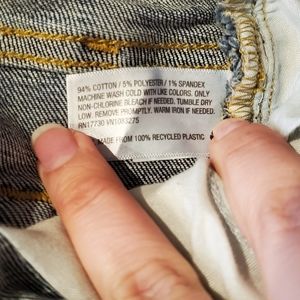 94% COTTON / 5% POLYESTER / 1% SPANDEX
MACHINE WASH COLD WITH LIKE COLORS. ONLY
NON-CHLORINE BLEACH IF NEEDED. TUMBLE DRY
LOW. REMOVE PROMPTLY. WARM IRON IF NEEDED.
RN17730 VN1083275
MADE FROM 100% RECYCLED PLASTIC